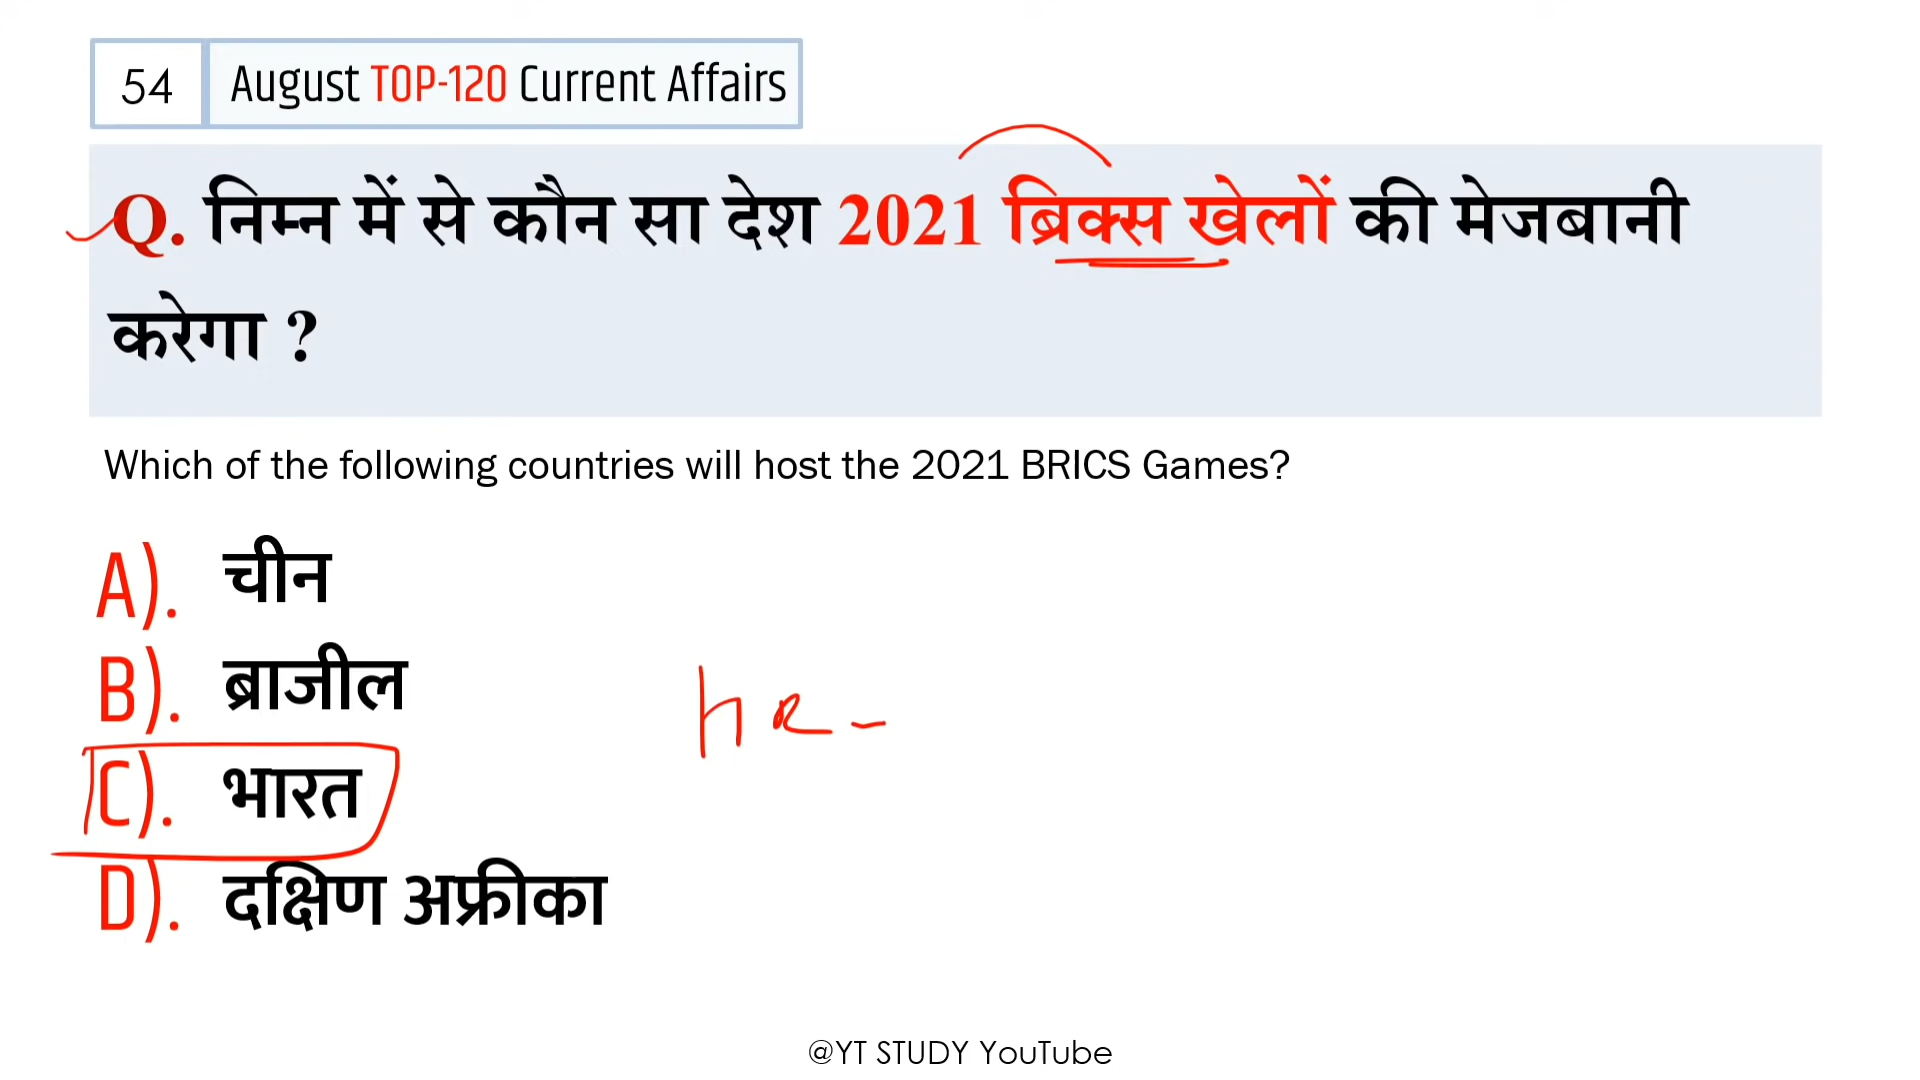 54 August TOP-120 Current Affairs
Q. निम्न में से कौन सा देश 2021 ब्रिक्स खेलों की मेजबानी
करेगा ?
Which of the following countries will host the 2021 BRICS Games?
A). चीन
B). ब्राजील
C). भारत
D). दक्षिण अफ्रीका
@YT STUDY YouTube